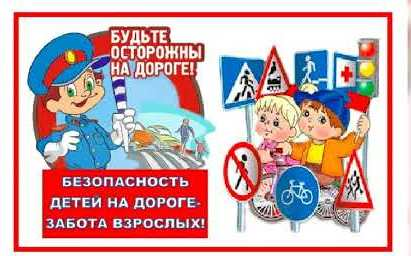 БУДЬТЕ
ОСТОРОЖНЫ
НА ДОРОГЕ!
БЕЗОПАСНОСТЬ
ДЕТЕЙ НА ДОРОГЕ-
ЗАБОТА ВЗРОСЛЫХ!